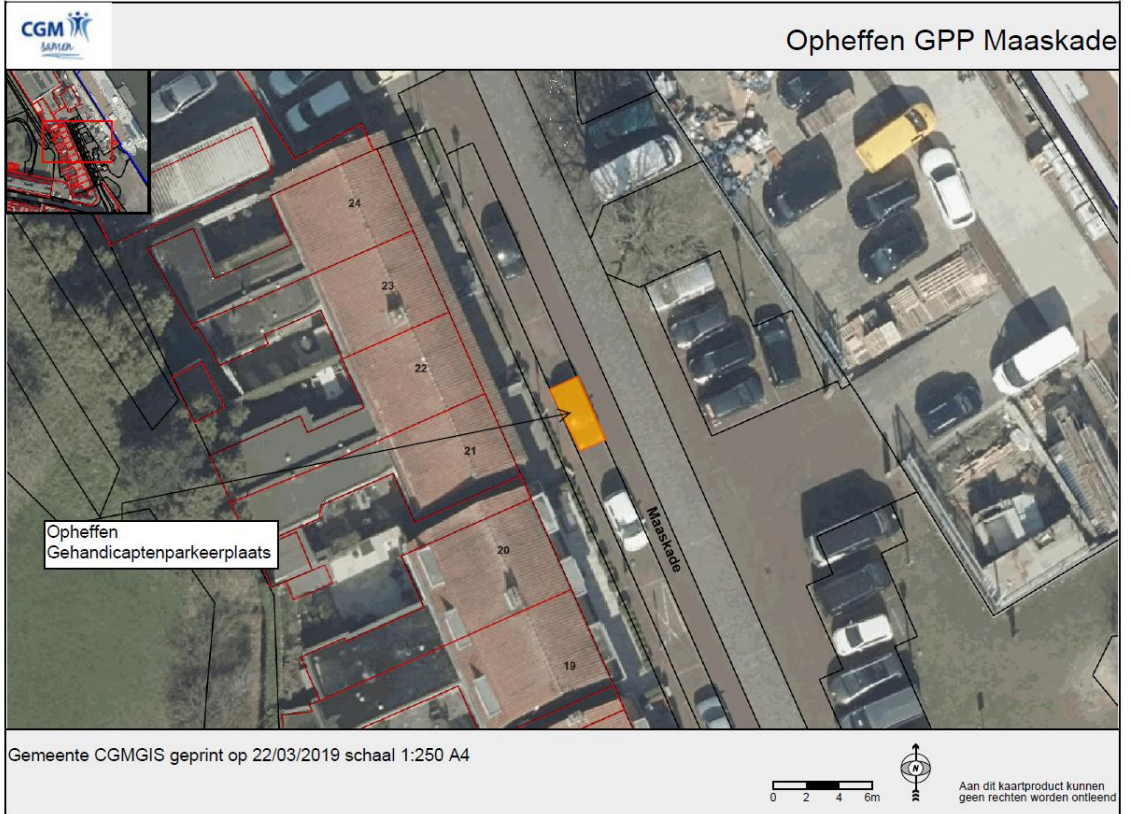 CGM
samen
Opheffen GPP Maaskade
24
23
22
21
20
19
Maaskade
Opheffen
Gehandicaptenparkeerplaats
Gemeente CGMGIS geprint op 22/03/2019 schaal 1:250 A4
0 2 4 6m
N
Aan dit kaartproduct kunnen
geen rechten worden ontleend